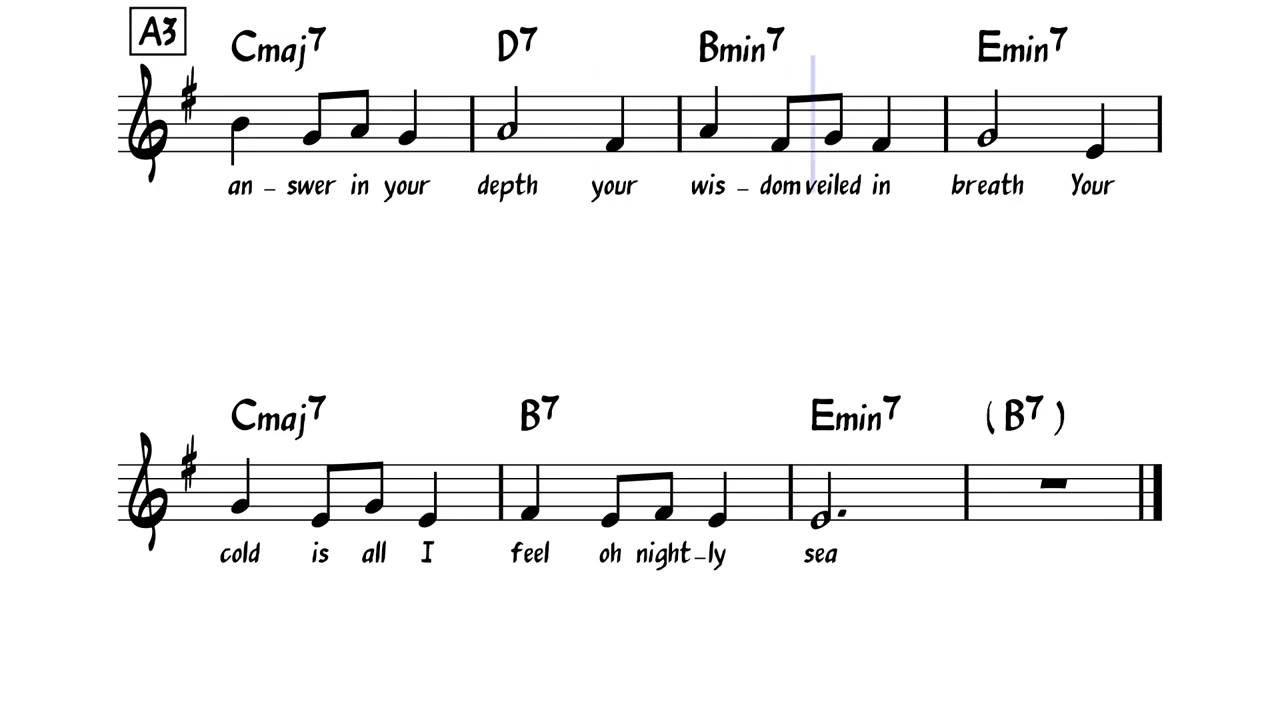 A3
Cmaj7 D7 Bmin7 Emin7
an – swer in your depth your wis – dom veiled in breath Your
Cmaj7 B7 Emin7 ( B7 )
cold is all I feel oh night – ly sea